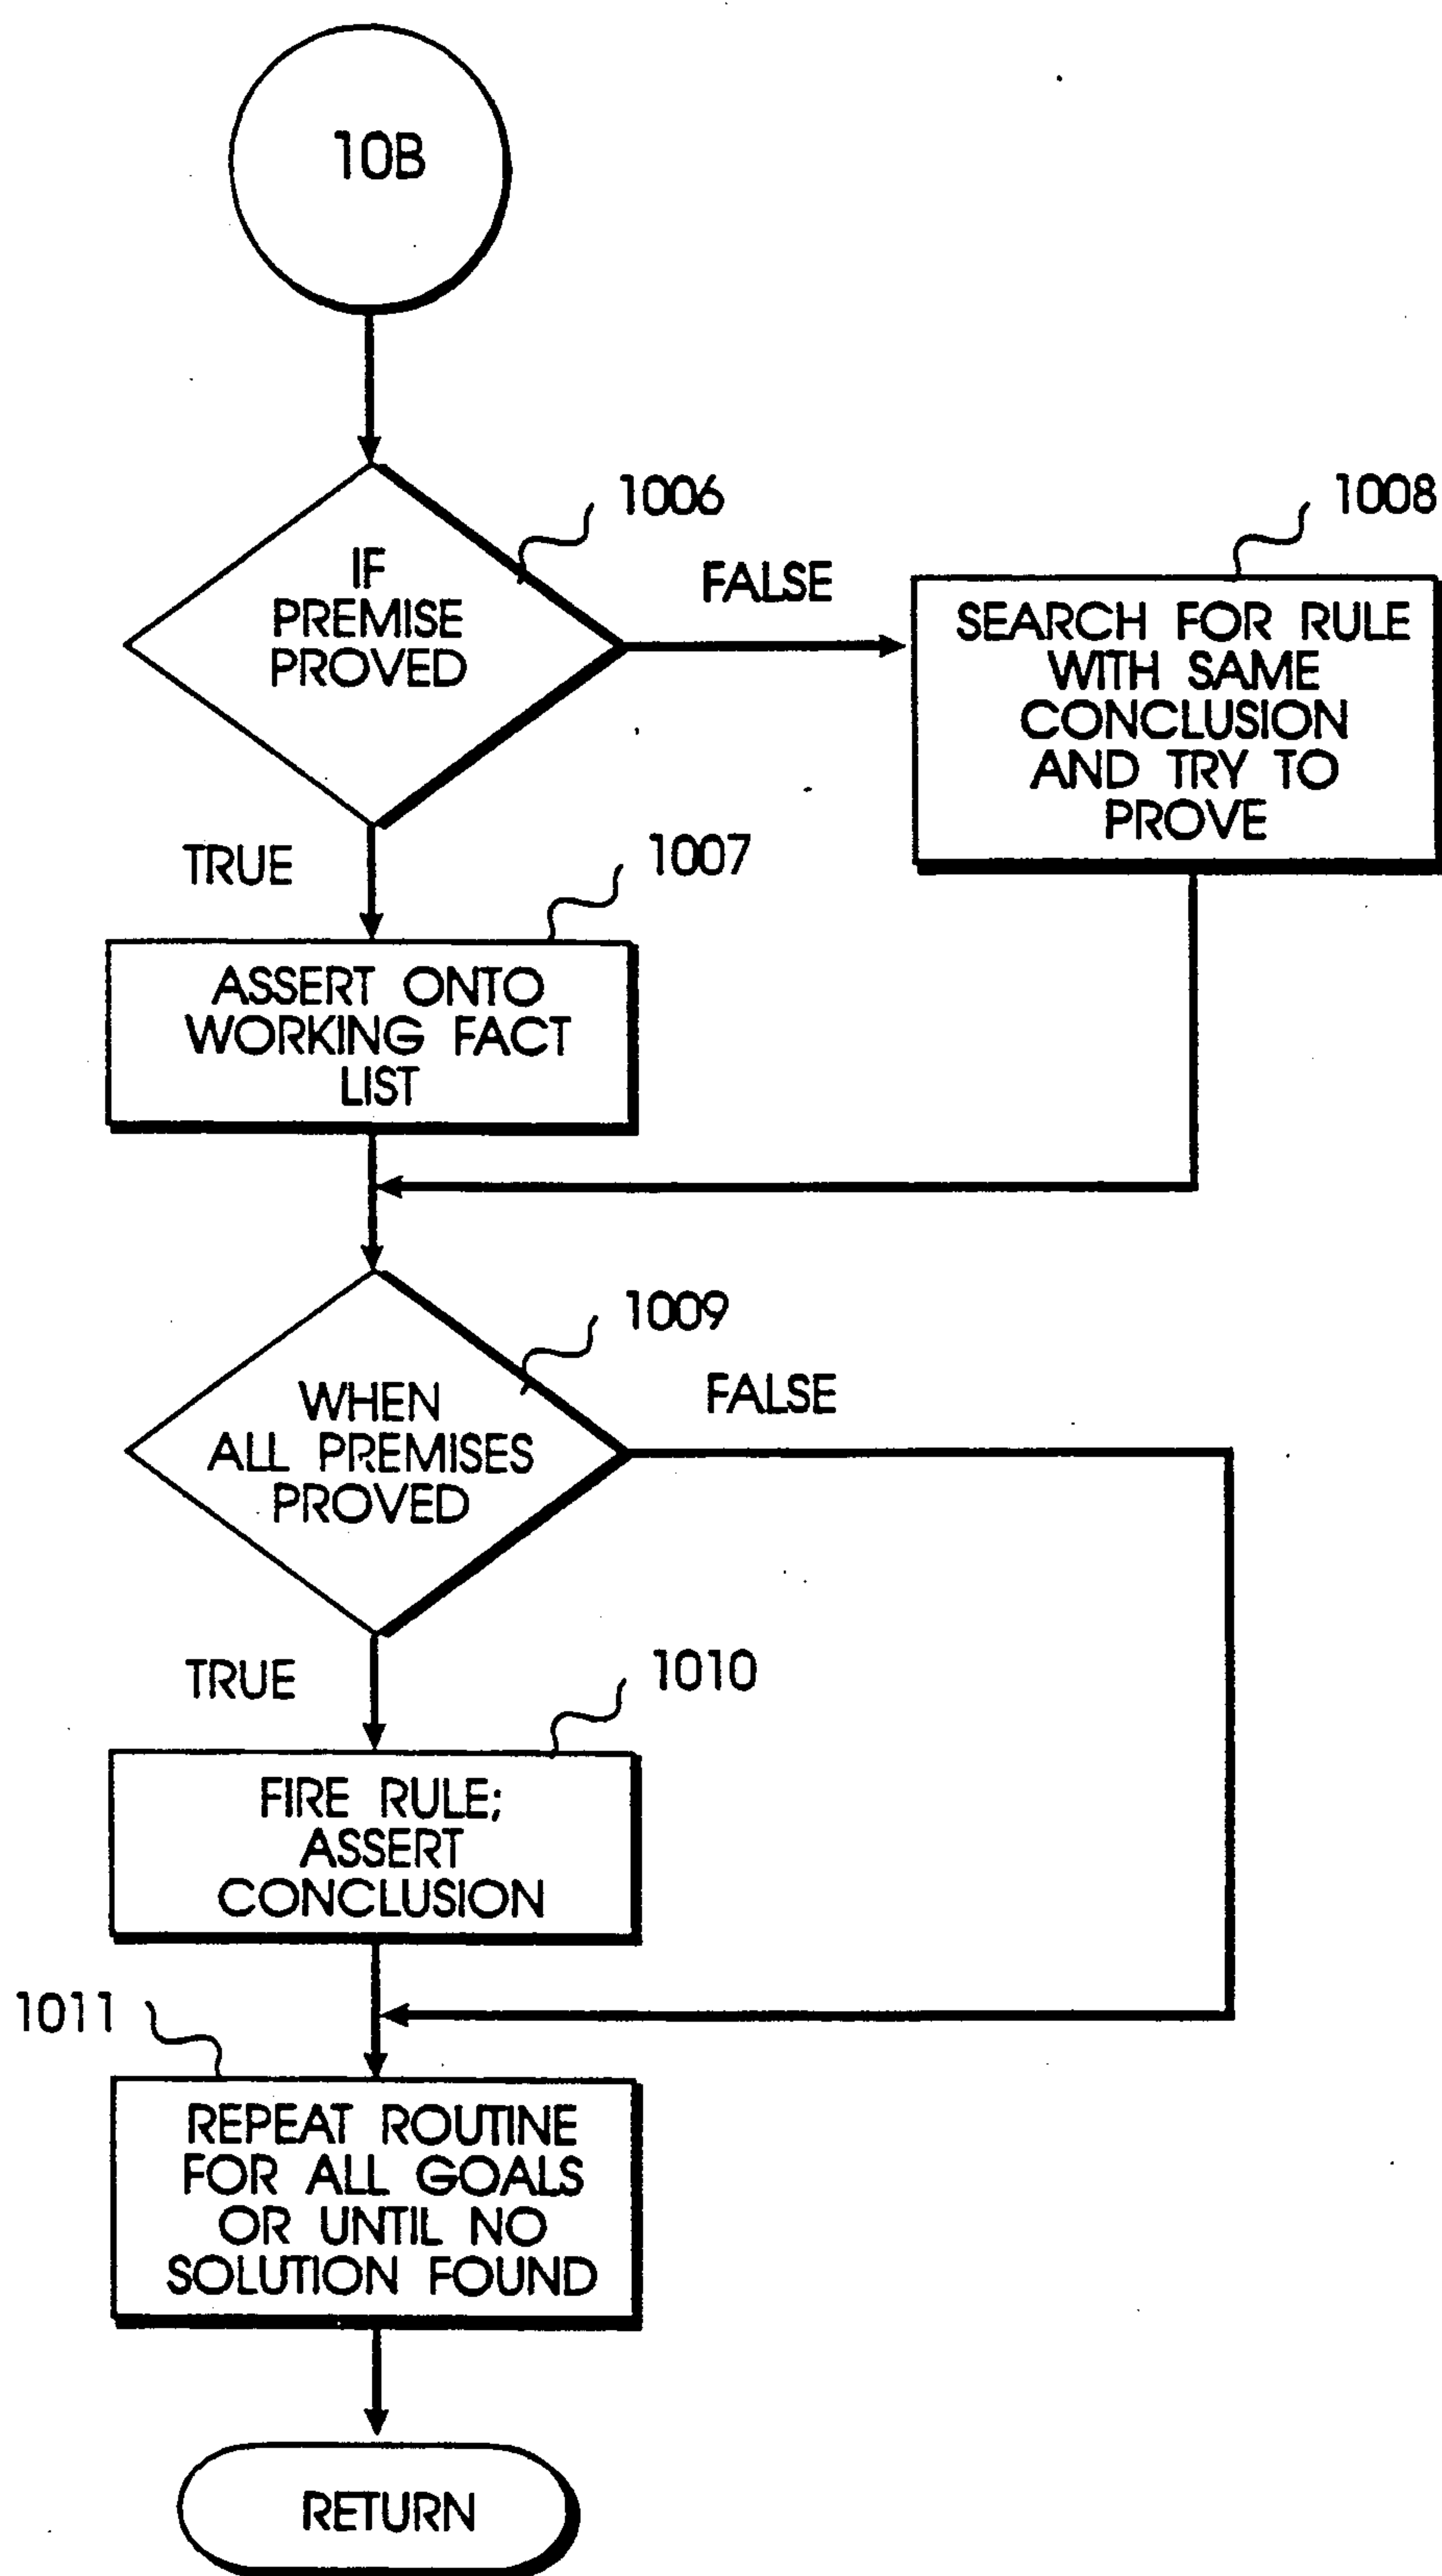 10B
1006
IF
PREMISE
PROVED
FALSE
1008
SEARCH FOR RULE
WITH SAME
CONCLUSION
AND TRY TO
PROVE
TRUE
1007
ASSERT ONTO
WORKING FACT
LIST
1009
WHEN
ALL PREMISES
PROVED
FALSE
TRUE
1010
FIRE RULE;
ASSERT
CONCLUSION
1011
REPEAT ROUTINE
FOR ALL GOALS
OR UNTIL NO
SOLUTION FOUND
RETURN